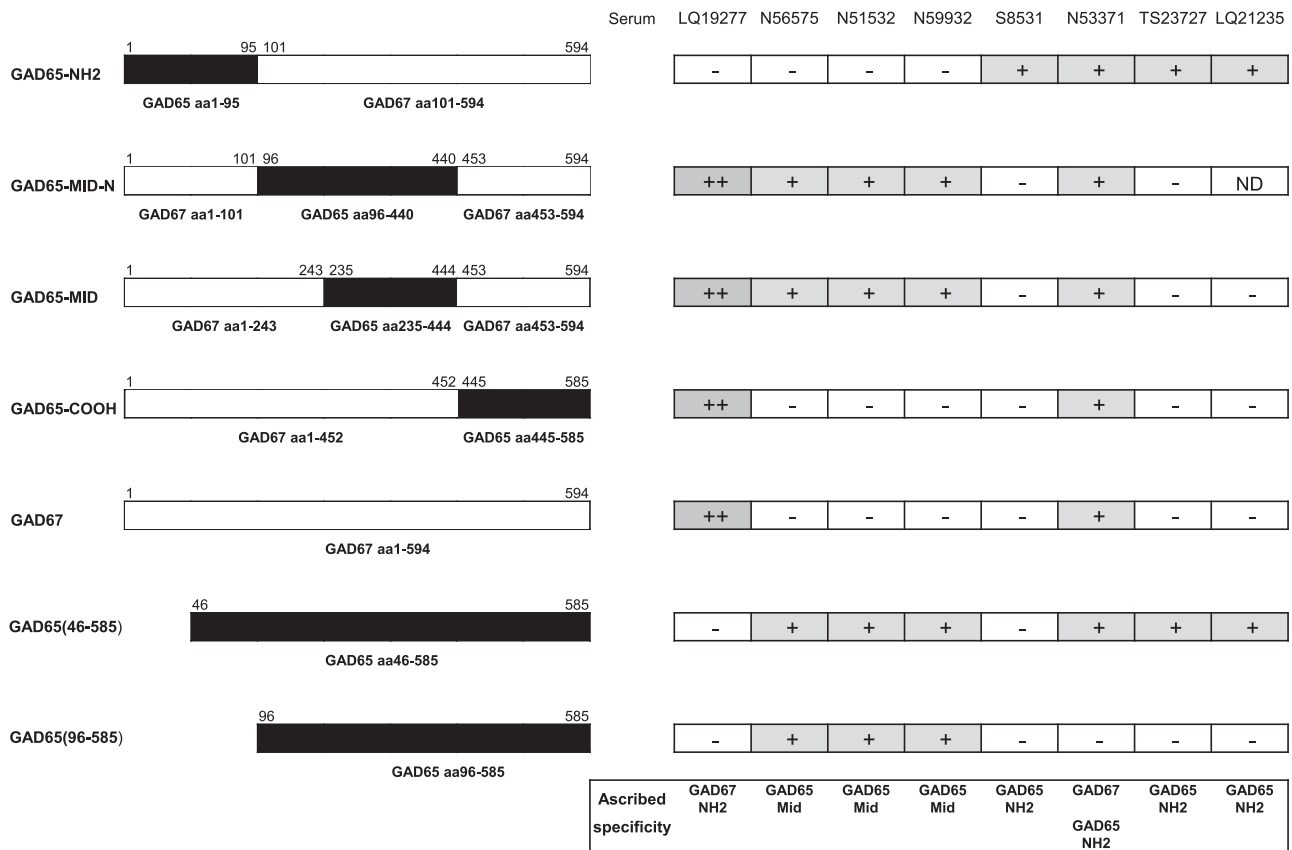 Serum LQ19277 N56575 N51532 N59932 S8531 N53371 TS23727 LQ21235
1 95 101 594
GAD65-NH2 - - - - + + + +
GAD65 aa1-95 GAD67 aa101-594
1 101 96 440 453 594
GAD65-MID-N ++ + + + - + - ND
GAD67 aa1-101 GAD65 aa96-440 GAD67 aa453-594
1 243 235 444 453 594
GAD65-MID ++ + + + - + - -
GAD67 aa1-243 GAD65 aa235-444 GAD67 aa453-594
1 452 445 585
GAD65-COOH ++ - - - - + - -
GAD67 aa1-452 GAD65 aa445-585
1 594
GAD67 ++ - - - - + - -
GAD67 aa1-594
46 585
GAD65(46-585) - + + + - + + +
GAD65 aa46-585
96 585
GAD65(96-585) - + + + - - - -
GAD65 aa96-585
Ascribed GAD67 GAD65 GAD65 GAD65 GAD65 GAD67 GAD65 GAD65
NH2 Mid Mid Mid NH2 NH2 NH2
specificity GAD65
NH2